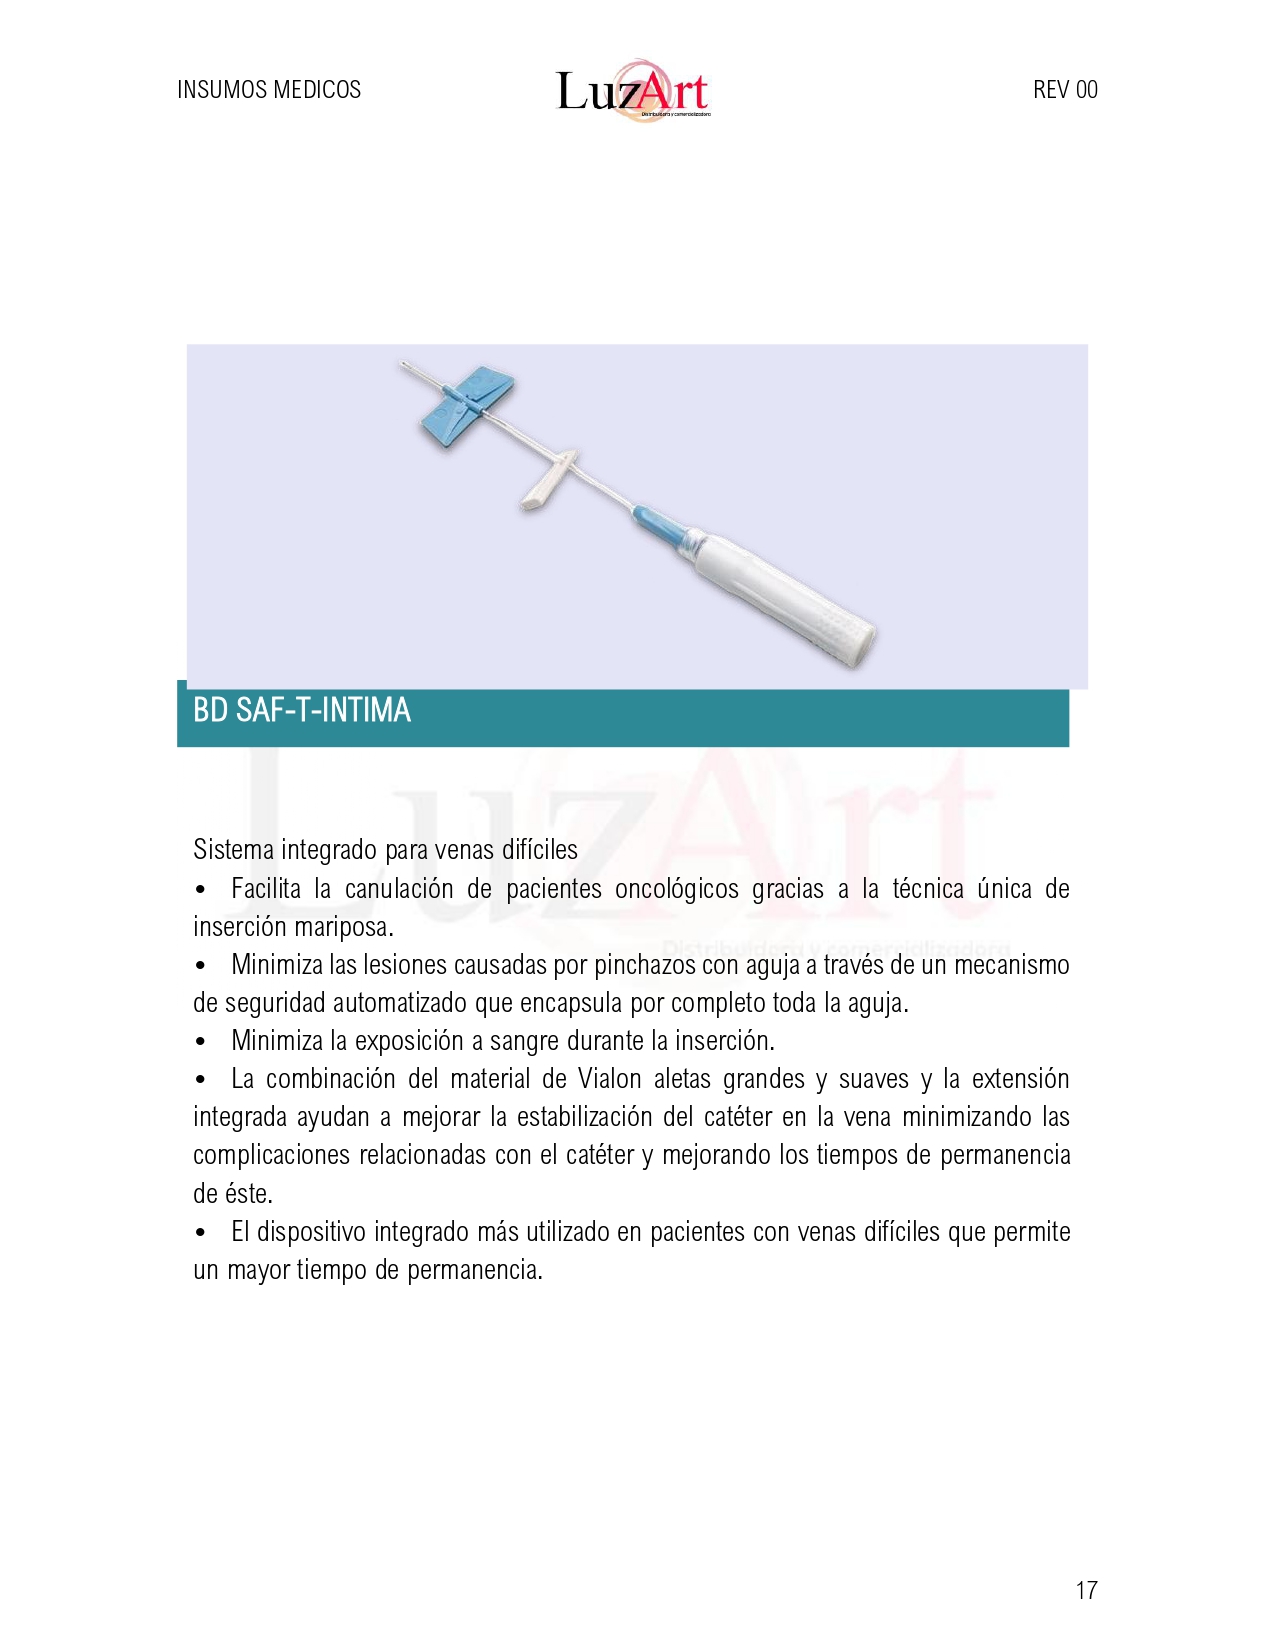 INSUMOS MEDICOS
LuzArt
Distribuidora y comercializadora
REV 00
BD SAF-T-INTIMA
LuzArt
Distribuidora y comercializadora
Sistema integrado para venas difíciles
• Facilita la canulación de pacientes oncológicos gracias a la técnica única de
inserción mariposa.
• Minimiza las lesiones causadas por pinchazos con aguja a través de un mecanismo
de seguridad automatizado que encapsula por completo toda la aguja.
• Minimiza la exposición a sangre durante la inserción.
• La combinación del material de Vialon aletas grandes y suaves y la extensión
integrada ayudan a mejorar la estabilización del catéter en la vena minimizando las
complicaciones relacionadas con el catéter y mejorando los tiempos de permanencia
de éste.
• El dispositivo integrado más utilizado en pacientes con venas difíciles que permite
un mayor tiempo de permanencia.
17